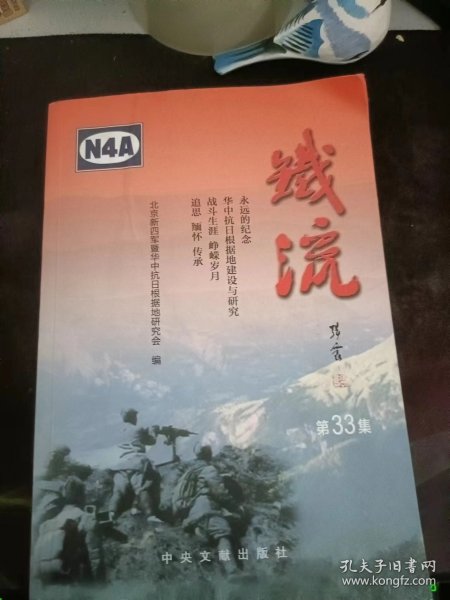 N4A
鐵流
永远的纪念
华中抗日根据地建设与研究
战斗生涯 峥嵘岁月
追思 缅怀 传承
北京新四军暨华中抗日根据地研究会 编
第33集
中央文献出版社
孔夫子旧书网
www.kongfz.com